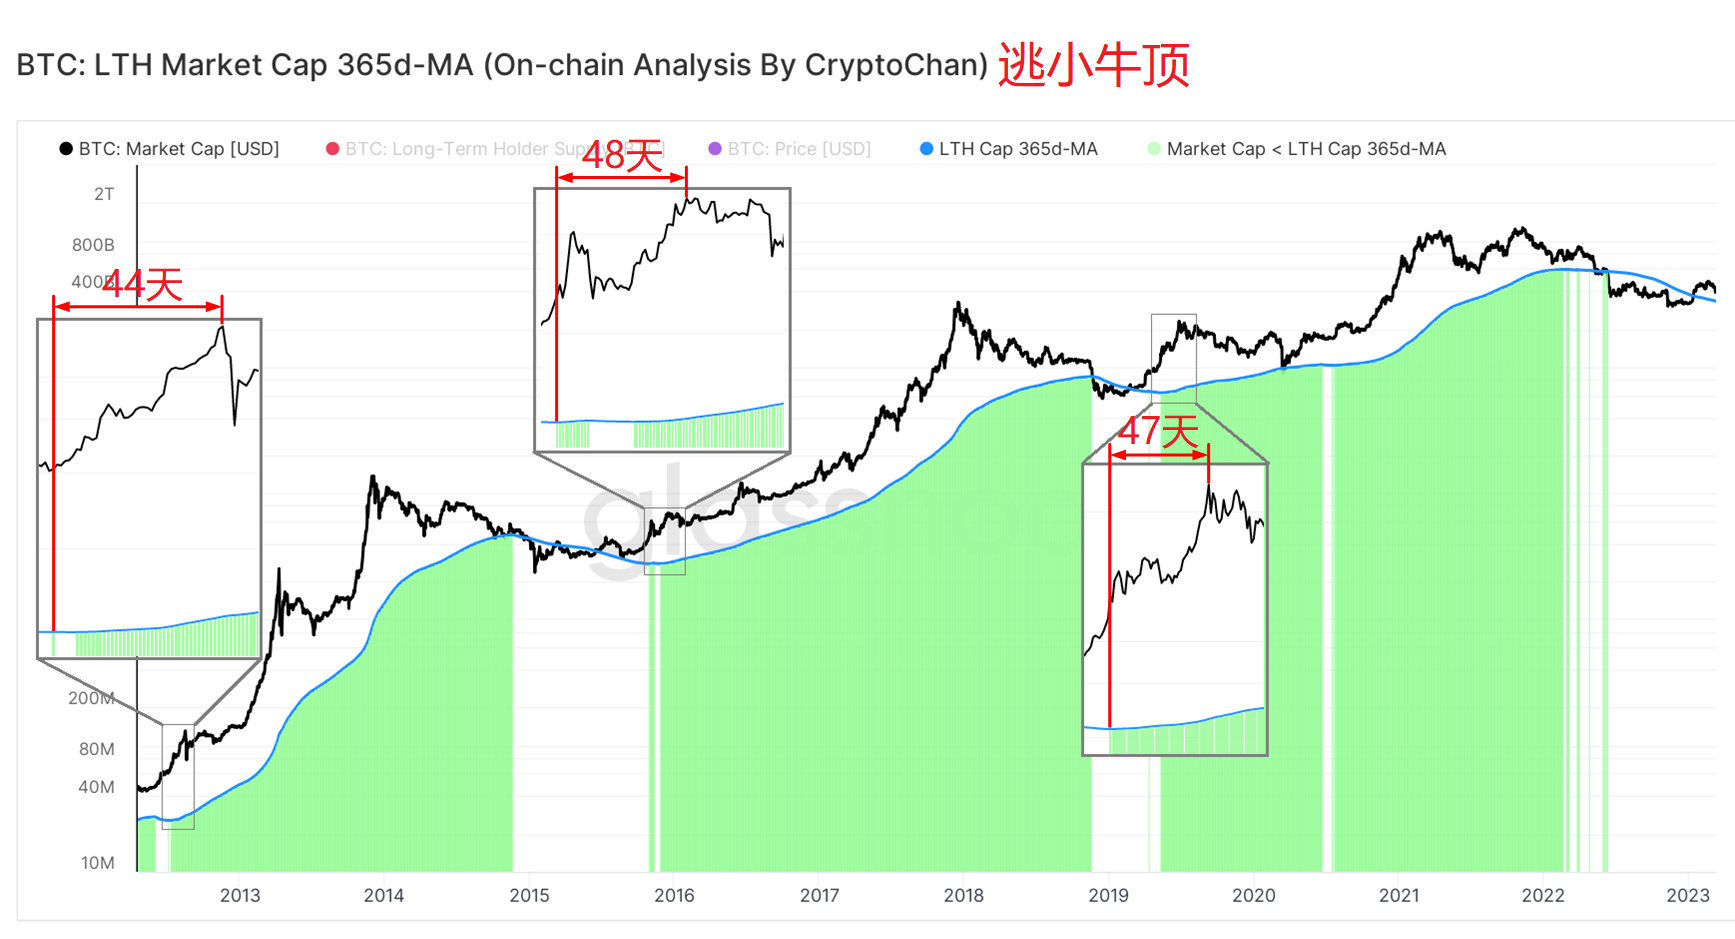 BTC: LTH Market Cap 365d-MA (On-chain Analysis By CryptoChan) 逃小牛顶
BTC: Market Cap [USD] BTC: Long-Term Holder Supply [BTC] BTC: Price [USD] LTH Cap 365d-MA Market Cap < LTH Cap 365d-MA
48天
2T
800B
400B
44天
47天
glassnode
200M
80M
40M
10M
2013 2014 2015 2016 2017 2018 2019 2020 2021 2022 2023